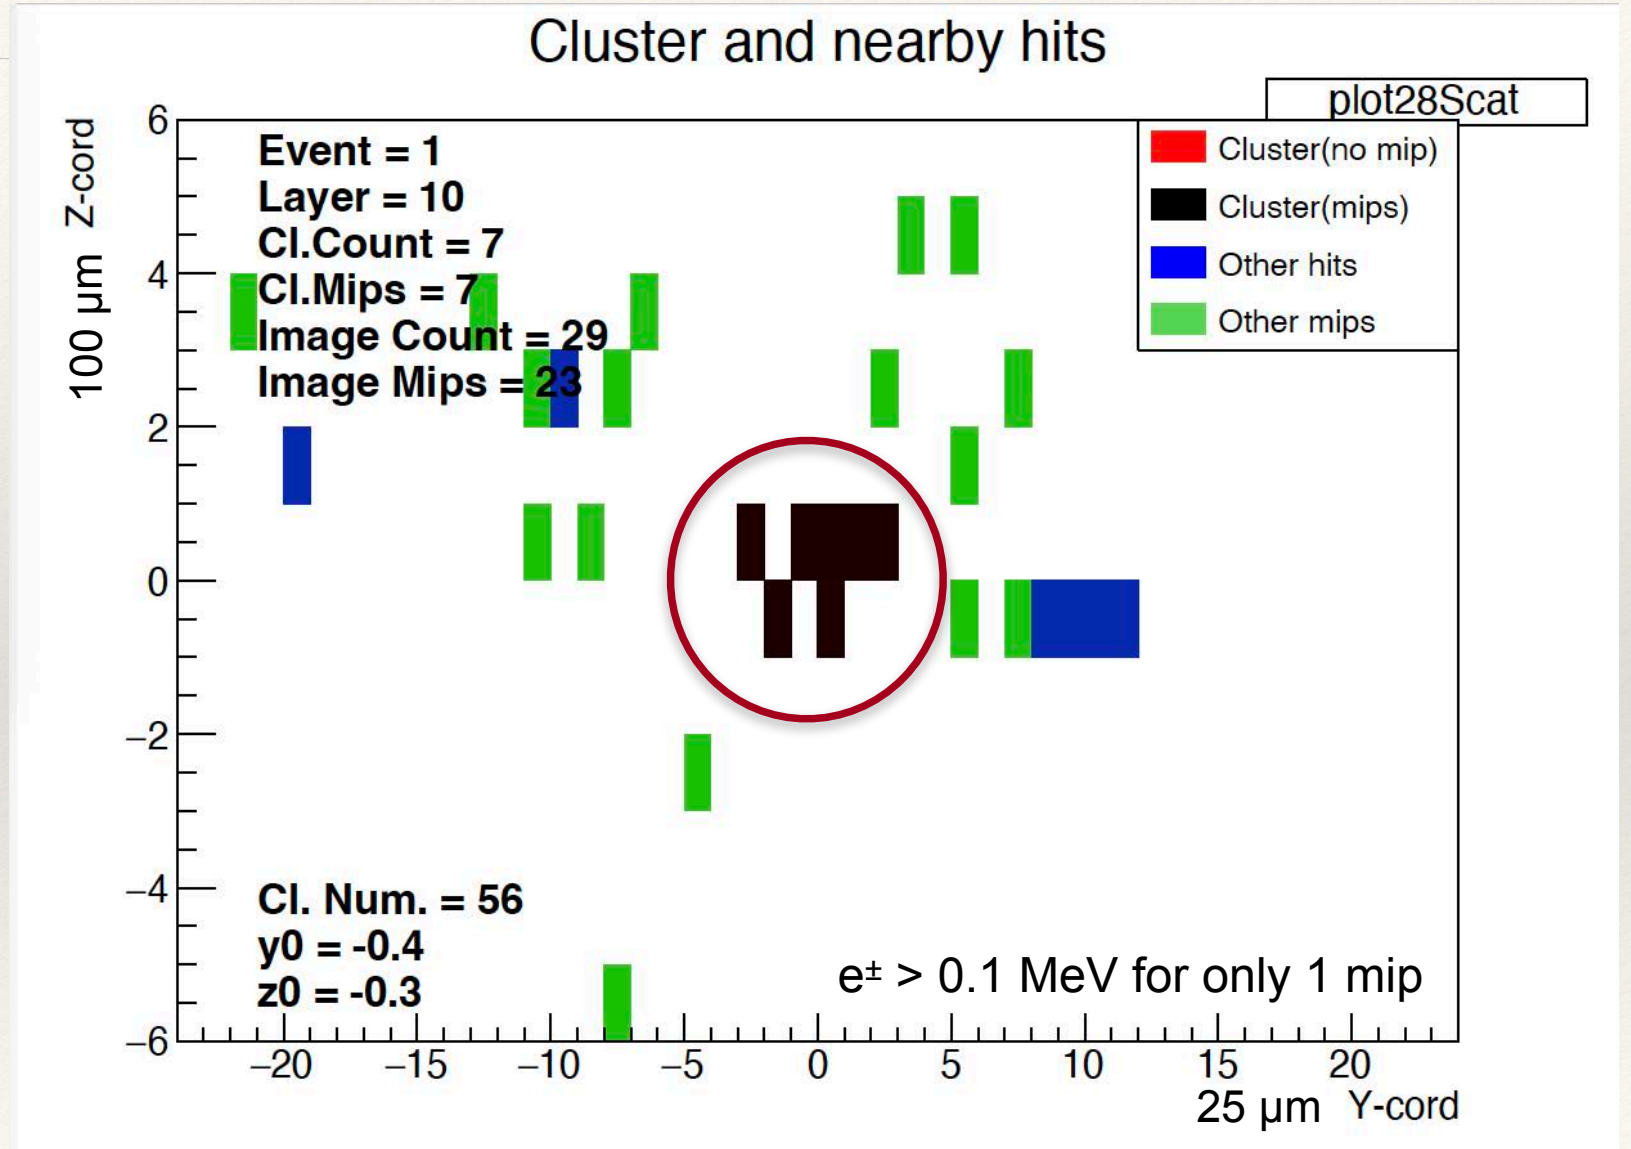 Cluster and nearby hits
plot28Scat
Cluster(no mip)
Cluster(mips)
Other hits
Other mips
Event = 1
Layer = 10
Cl.Count = 7
Cl.Mips = 7
Image Count = 29
Image Mips = 23
100 µm Z-cord
6
4
2
0
−2
−4
−6
Cl. Num. = 56
y0 = -0.4
z0 = -0.3
e± > 0.1 MeV for only 1 mip
−20 −15 −10 −5 0 5 10 15 20
25 µm Y-cord